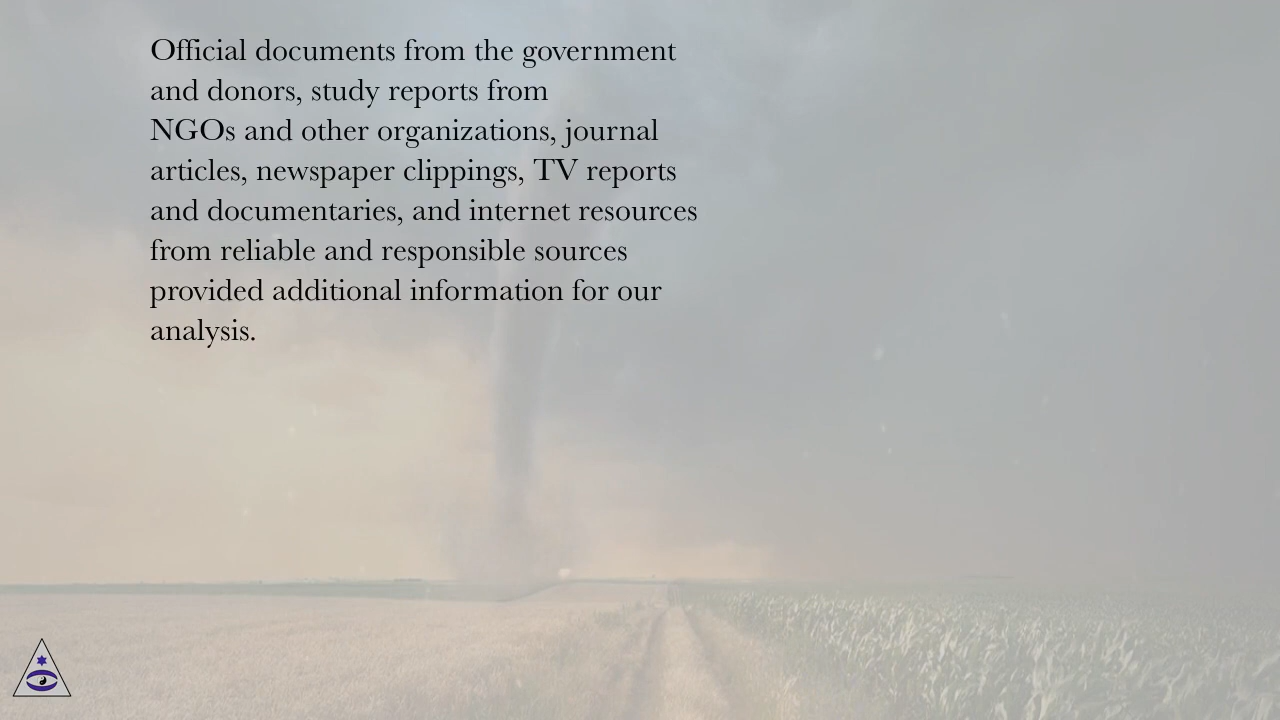 Official documents from the government
and donors, study reports from
NGOs and other organizations, journal
articles, newspaper clippings, TV reports
and documentaries, and internet resources
from reliable and responsible sources
provided additional information for our
analysis.